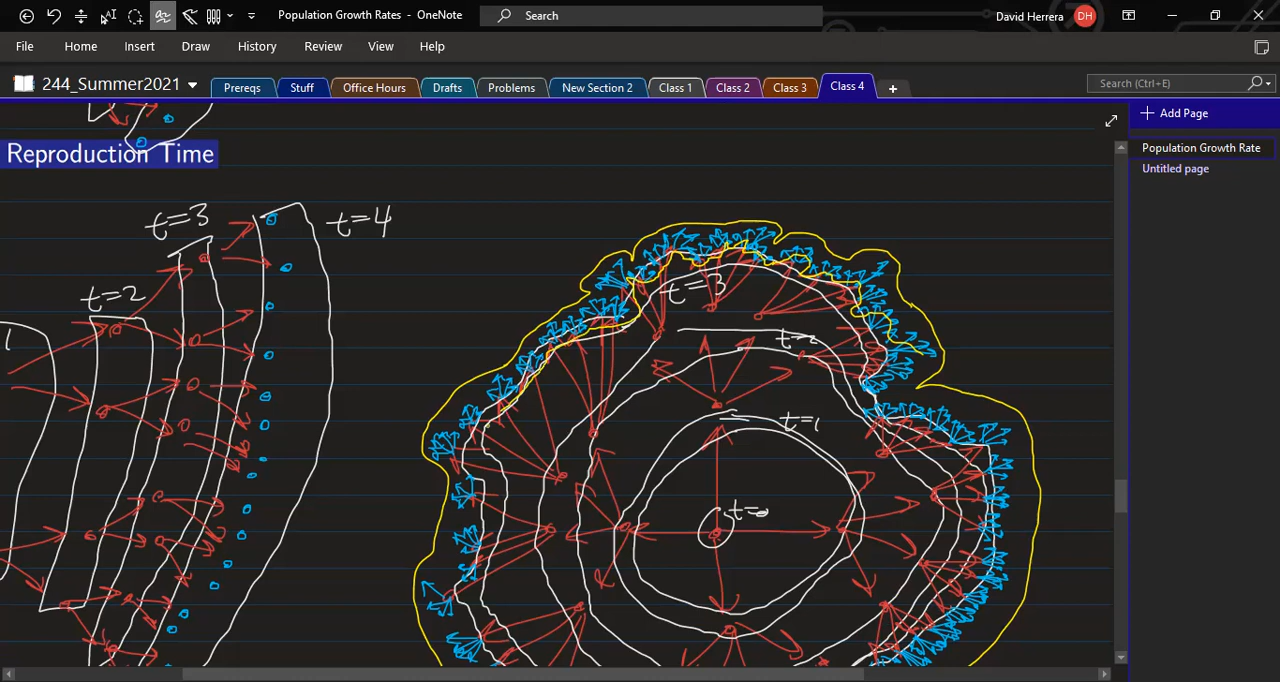 Population Growth Rates - OneNote
Search
David Herrera
DH
File
Home
Insert
Draw
History
Review
View
Help
244_Summer2021
Prereqs
Stuff
Office Hours
Drafts
Problems
New Section 2
Class 1
Class 2
Class 3
Class 4
Search (Ctrl+E)
Add Page
Population Growth Rate
Untitled page
Reproduction Time
t=3
t=4
t=2
1
t=3
t=2
t=1
t=0